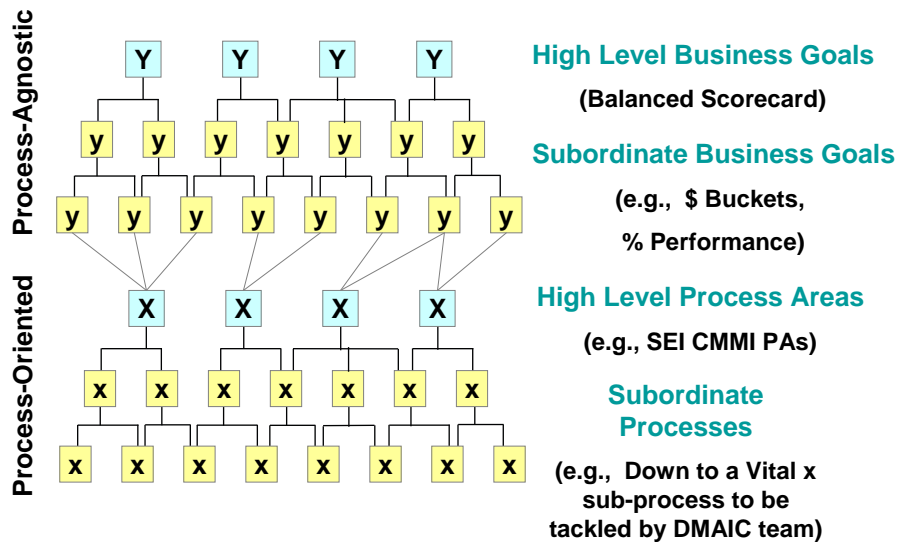 Process-Agnostic
Y Y Y Y
High Level Business Goals
(Balanced Scorecard)
y y y y y y y
Subordinate Business Goals
y y y y y y y y
(e.g., $ Buckets,
% Performance)
Process-Oriented
X X X X
High Level Process Areas
(e.g., SEI CMMI PAs)
x x x x x x x
Subordinate
Processes
x x x x x x x x
(e.g., Down to a Vital x
sub-process to be
tackled by DMAIC team)